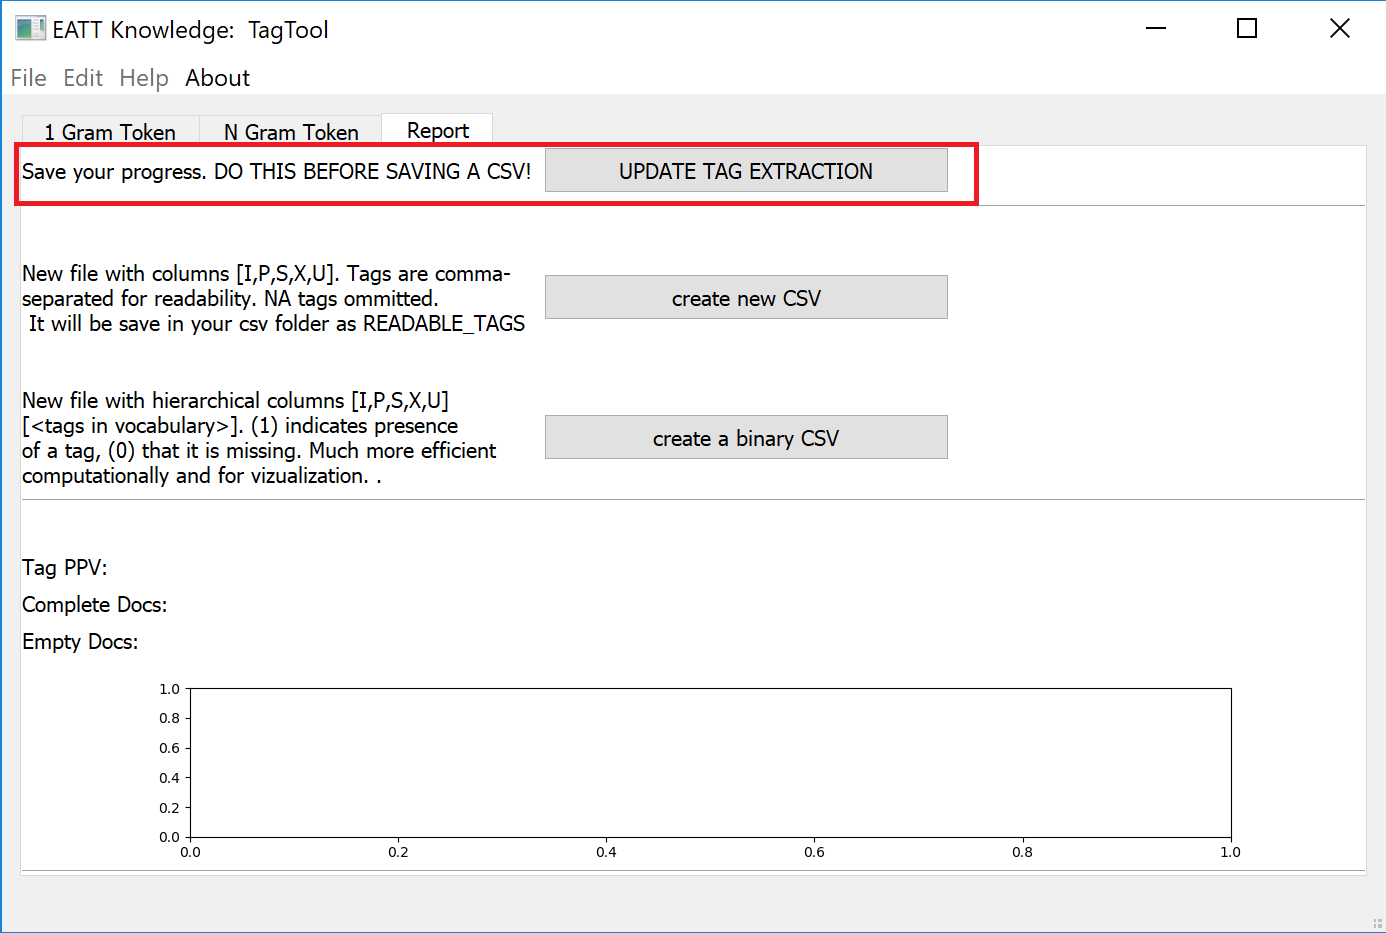 EATT Knowledge: TagTool
File Edit Help About
1 Gram Token N Gram Token Report
Save your progress. DO THIS BEFORE SAVING A CSV! UPDATE TAG EXTRACTION
New file with columns [I,P,S,X,U]. Tags are comma-
separated for readability. NA tags ommitted.
It will be save in your csv folder as READABLE_TAGS
create new CSV
New file with hierarchical columns [I,P,S,X,U]
[<tags in vocabulary>]. (1) indicates presence
of a tag, (0) that it is missing. Much more efficient
computationally and for vizualization. .
create a binary CSV
Tag PPV:
Complete Docs:
Empty Docs:
1.0
0.8
0.6
0.4
0.2
0.0
0.0 0.2 0.4 0.6 0.8 1.0